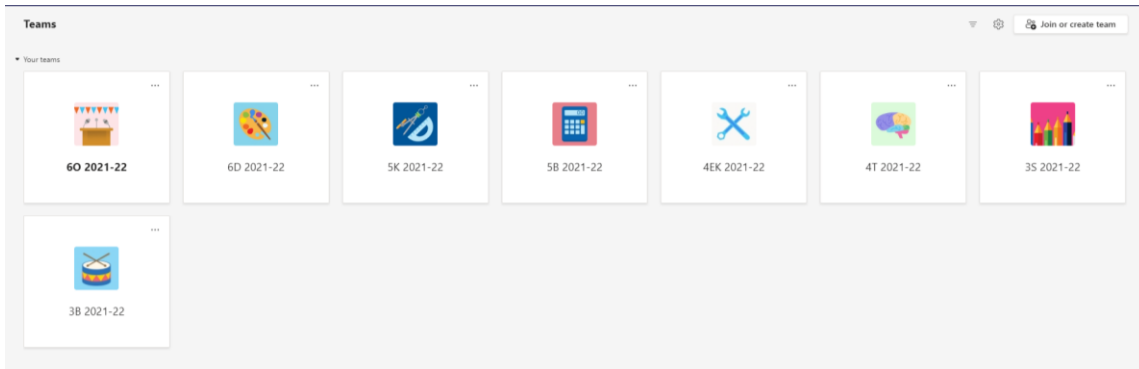 Teams
Join or create team
Your teams
6O 2021-22
6D 2021-22
5K 2021-22
5B 2021-22
4EK 2021-22
4T 2021-22
3S 2021-22
3B 2021-22